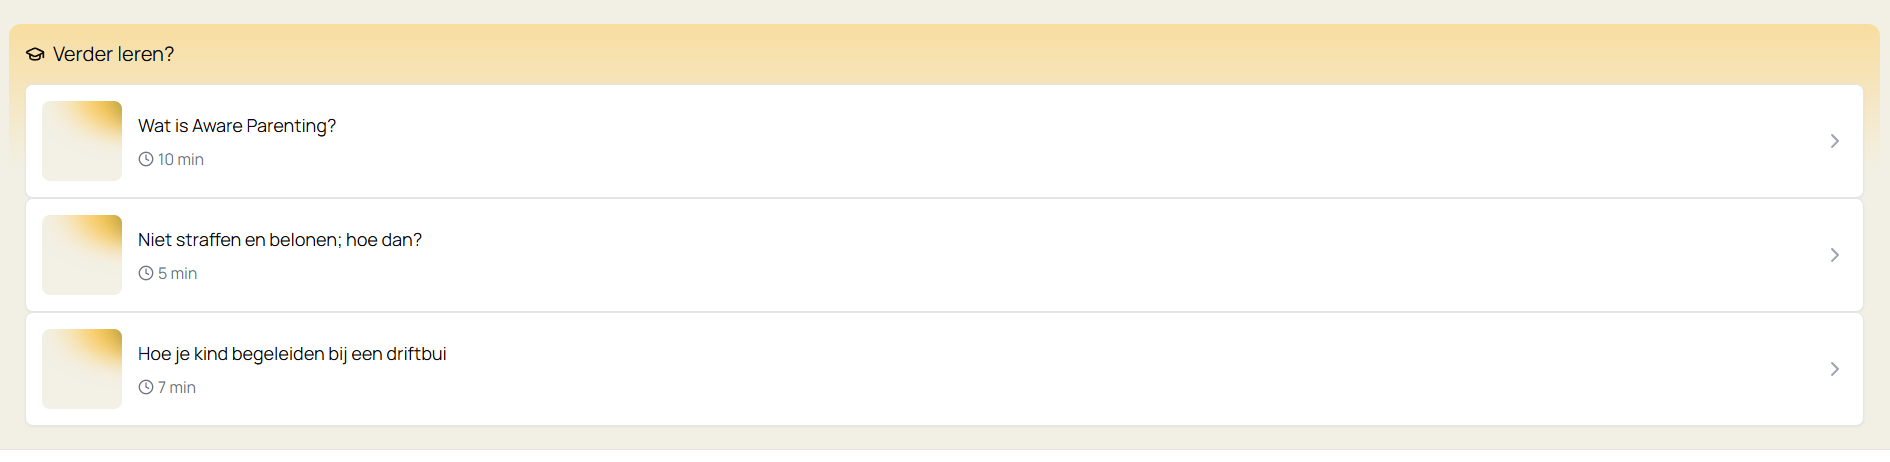 Verder leren?
Wat is Aware Parenting?
10 min
Niet straffen en belonen; hoe dan?
5 min
Hoe je kind begeleiden bij een driftbui
7 min